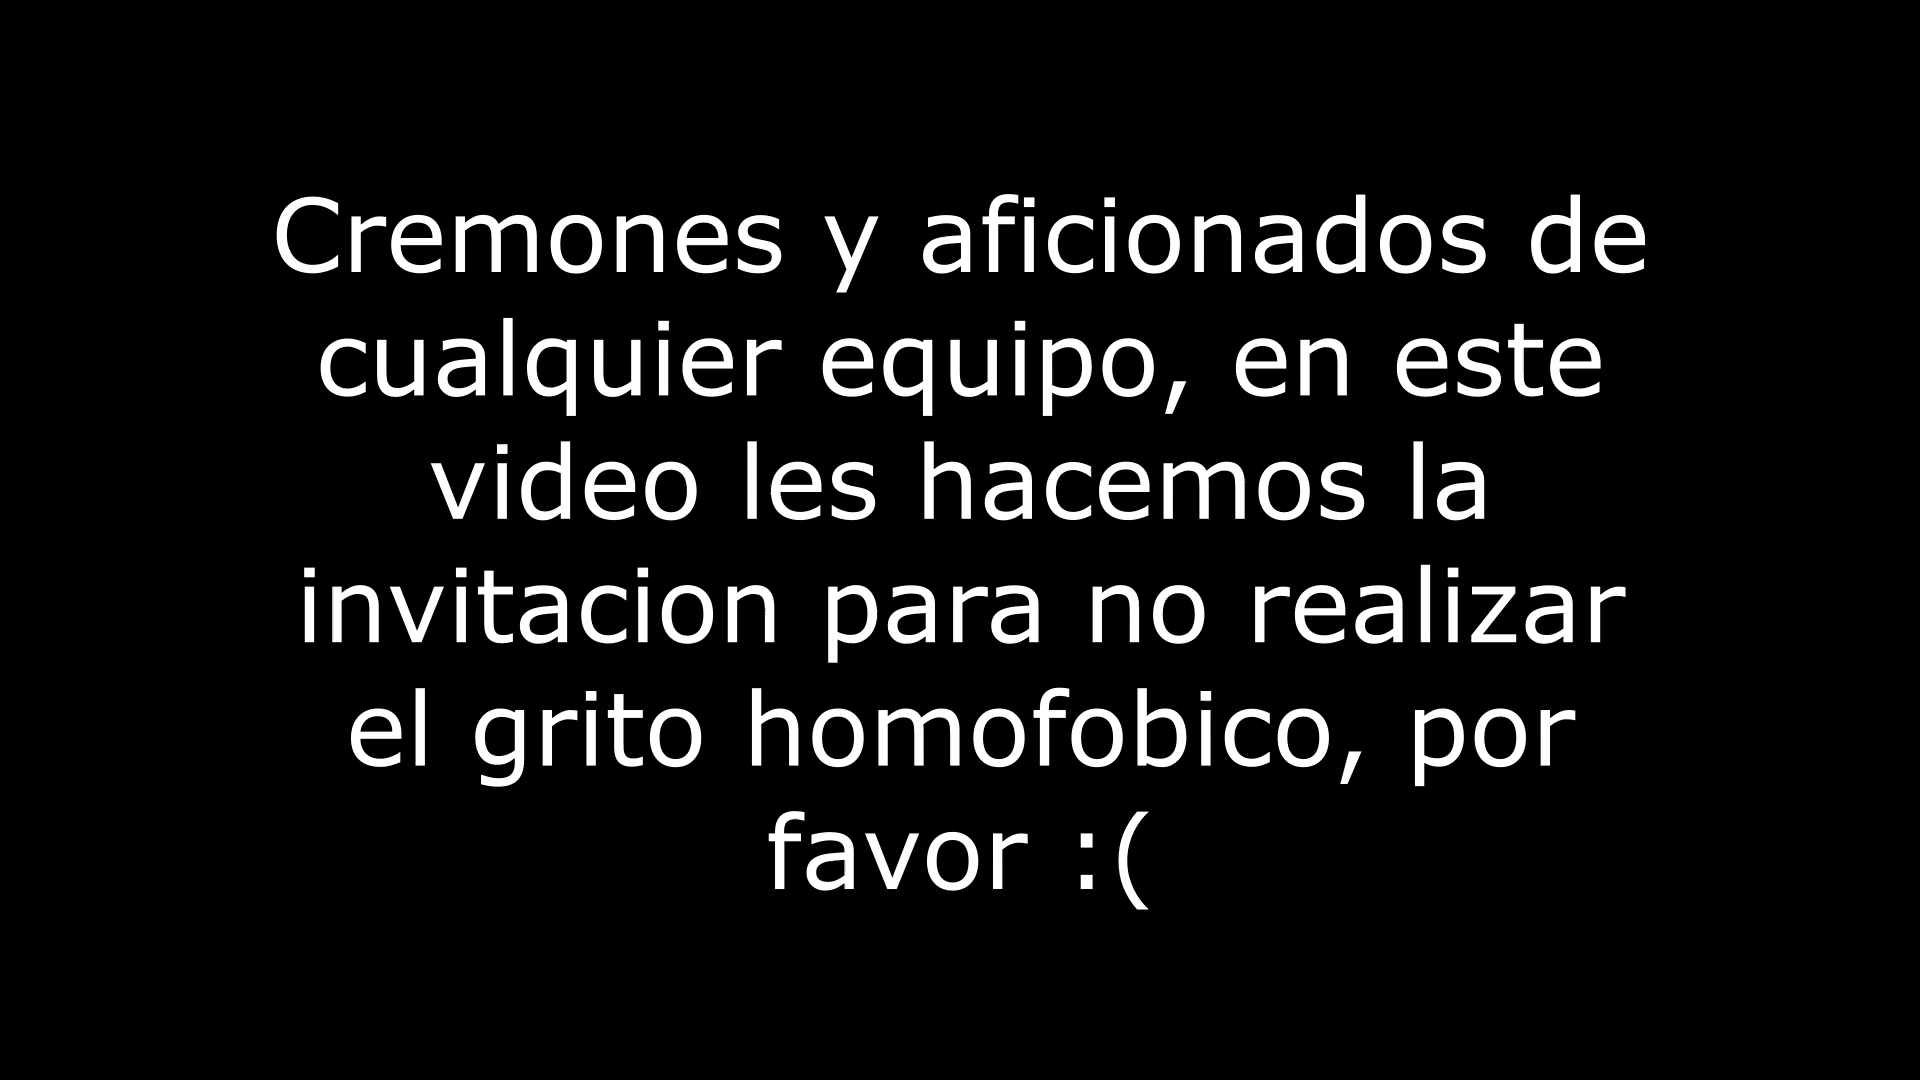 Cremones y aficionados de
cualquier equipo, en este
video les hacemos la
invitacion para no realizar
el grito homofobico, por
favor :(